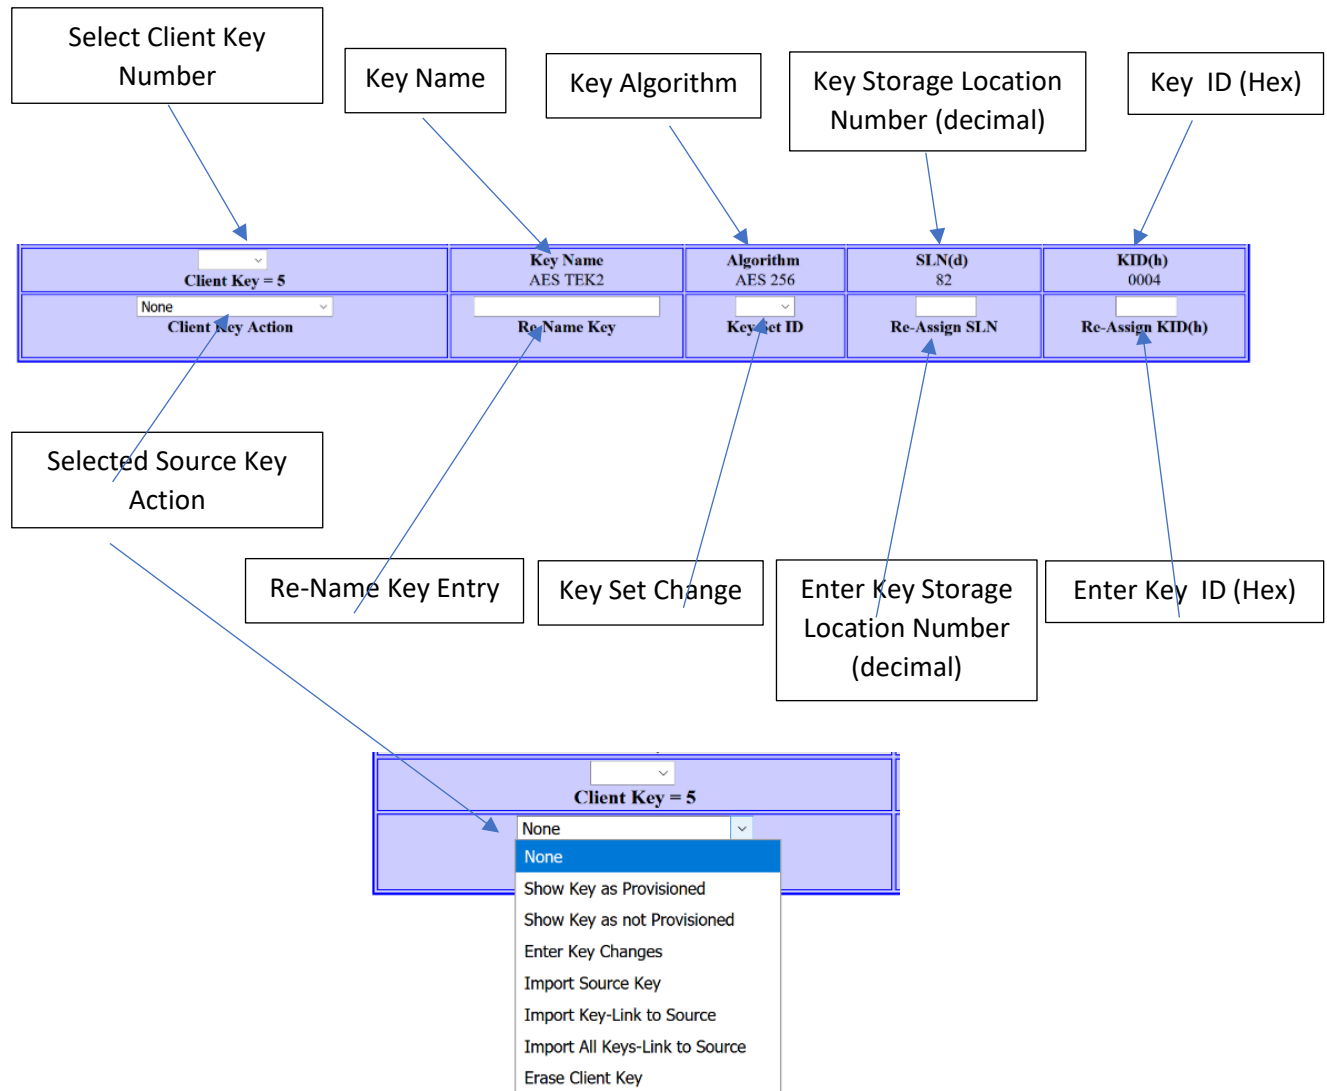 Select Client Key
Number
Key Name
Key Algorithm
Key Storage Location
Number (decimal)
Key ID (Hex)
Client Key = 5
Key Name
AES TEK2
Algorithm
AES 256
SLN(d)
82
KID(h)
0004
None
Client Key Action
Re-Name Key
Key Set ID
Re-Assign SLN
Re-Assign KID(h)
Selected Source Key
Action
Re-Name Key Entry
Key Set Change
Enter Key Storage
Location Number
(decimal)
Enter Key ID (Hex)
Client Key = 5
None
None
Show Key as Provisioned
Show Key as not Provisioned
Enter Key Changes
Import Source Key
Import Key-Link to Source
Import All Keys-Link to Source
Erase Client Key